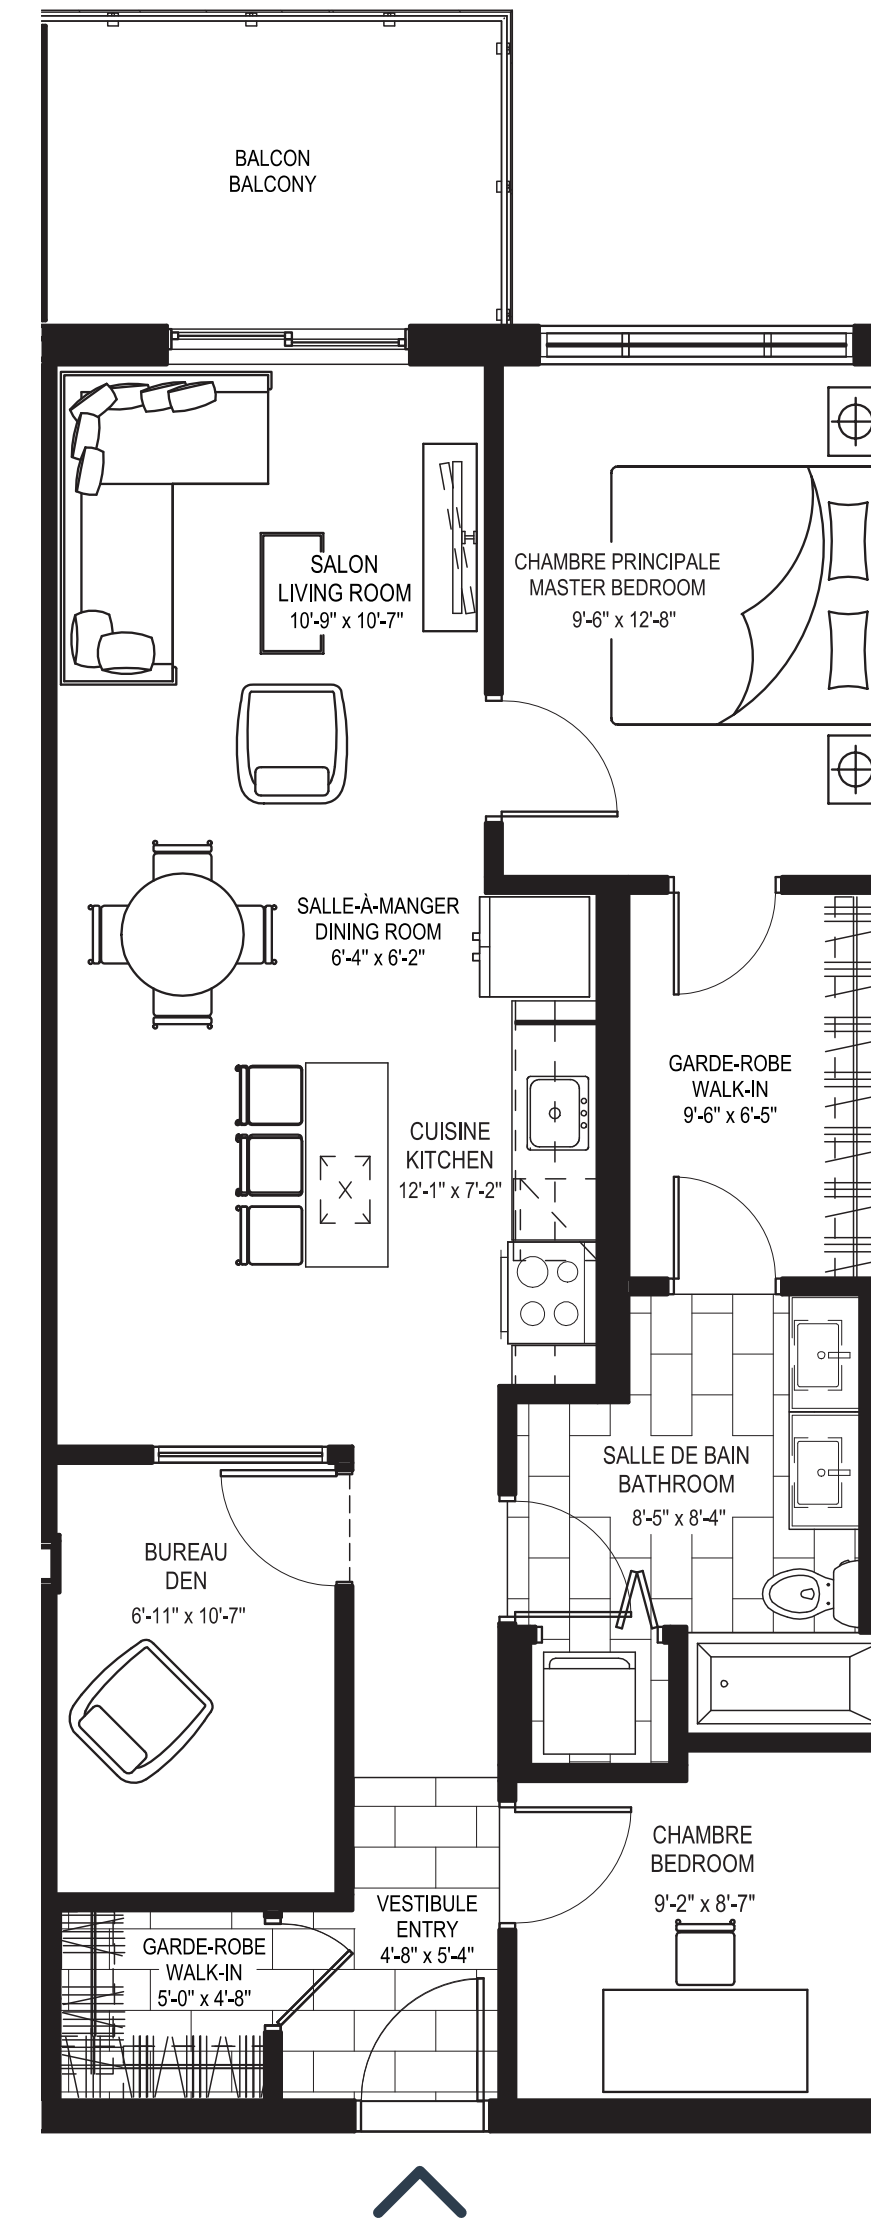 BALCON
BALCONY
SALON
LIVING ROOM
10'-9" x 10'-7"
CHAMBRE PRINCIPALE
MASTER BEDROOM
9'-6" x 12'-8"
SALLE-À-MANGER
DINING ROOM
6'-4" x 6'-2"
GARDE-ROBE
WALK-IN
9'-6" x 6'-5"
CUISINE
KITCHEN
12'-1" x 7'-2"
SALLE DE BAIN
BATHROOM
8'-5" x 8'-4"
BUREAU
DEN
6'-11" x 10'-7"
CHAMBRE
BEDROOM
9'-2" x 8'-7"
VESTIBULE
ENTRY
4'-8" x 5'-4"
GARDE-ROBE
WALK-IN
5'-0" x 4'-8"